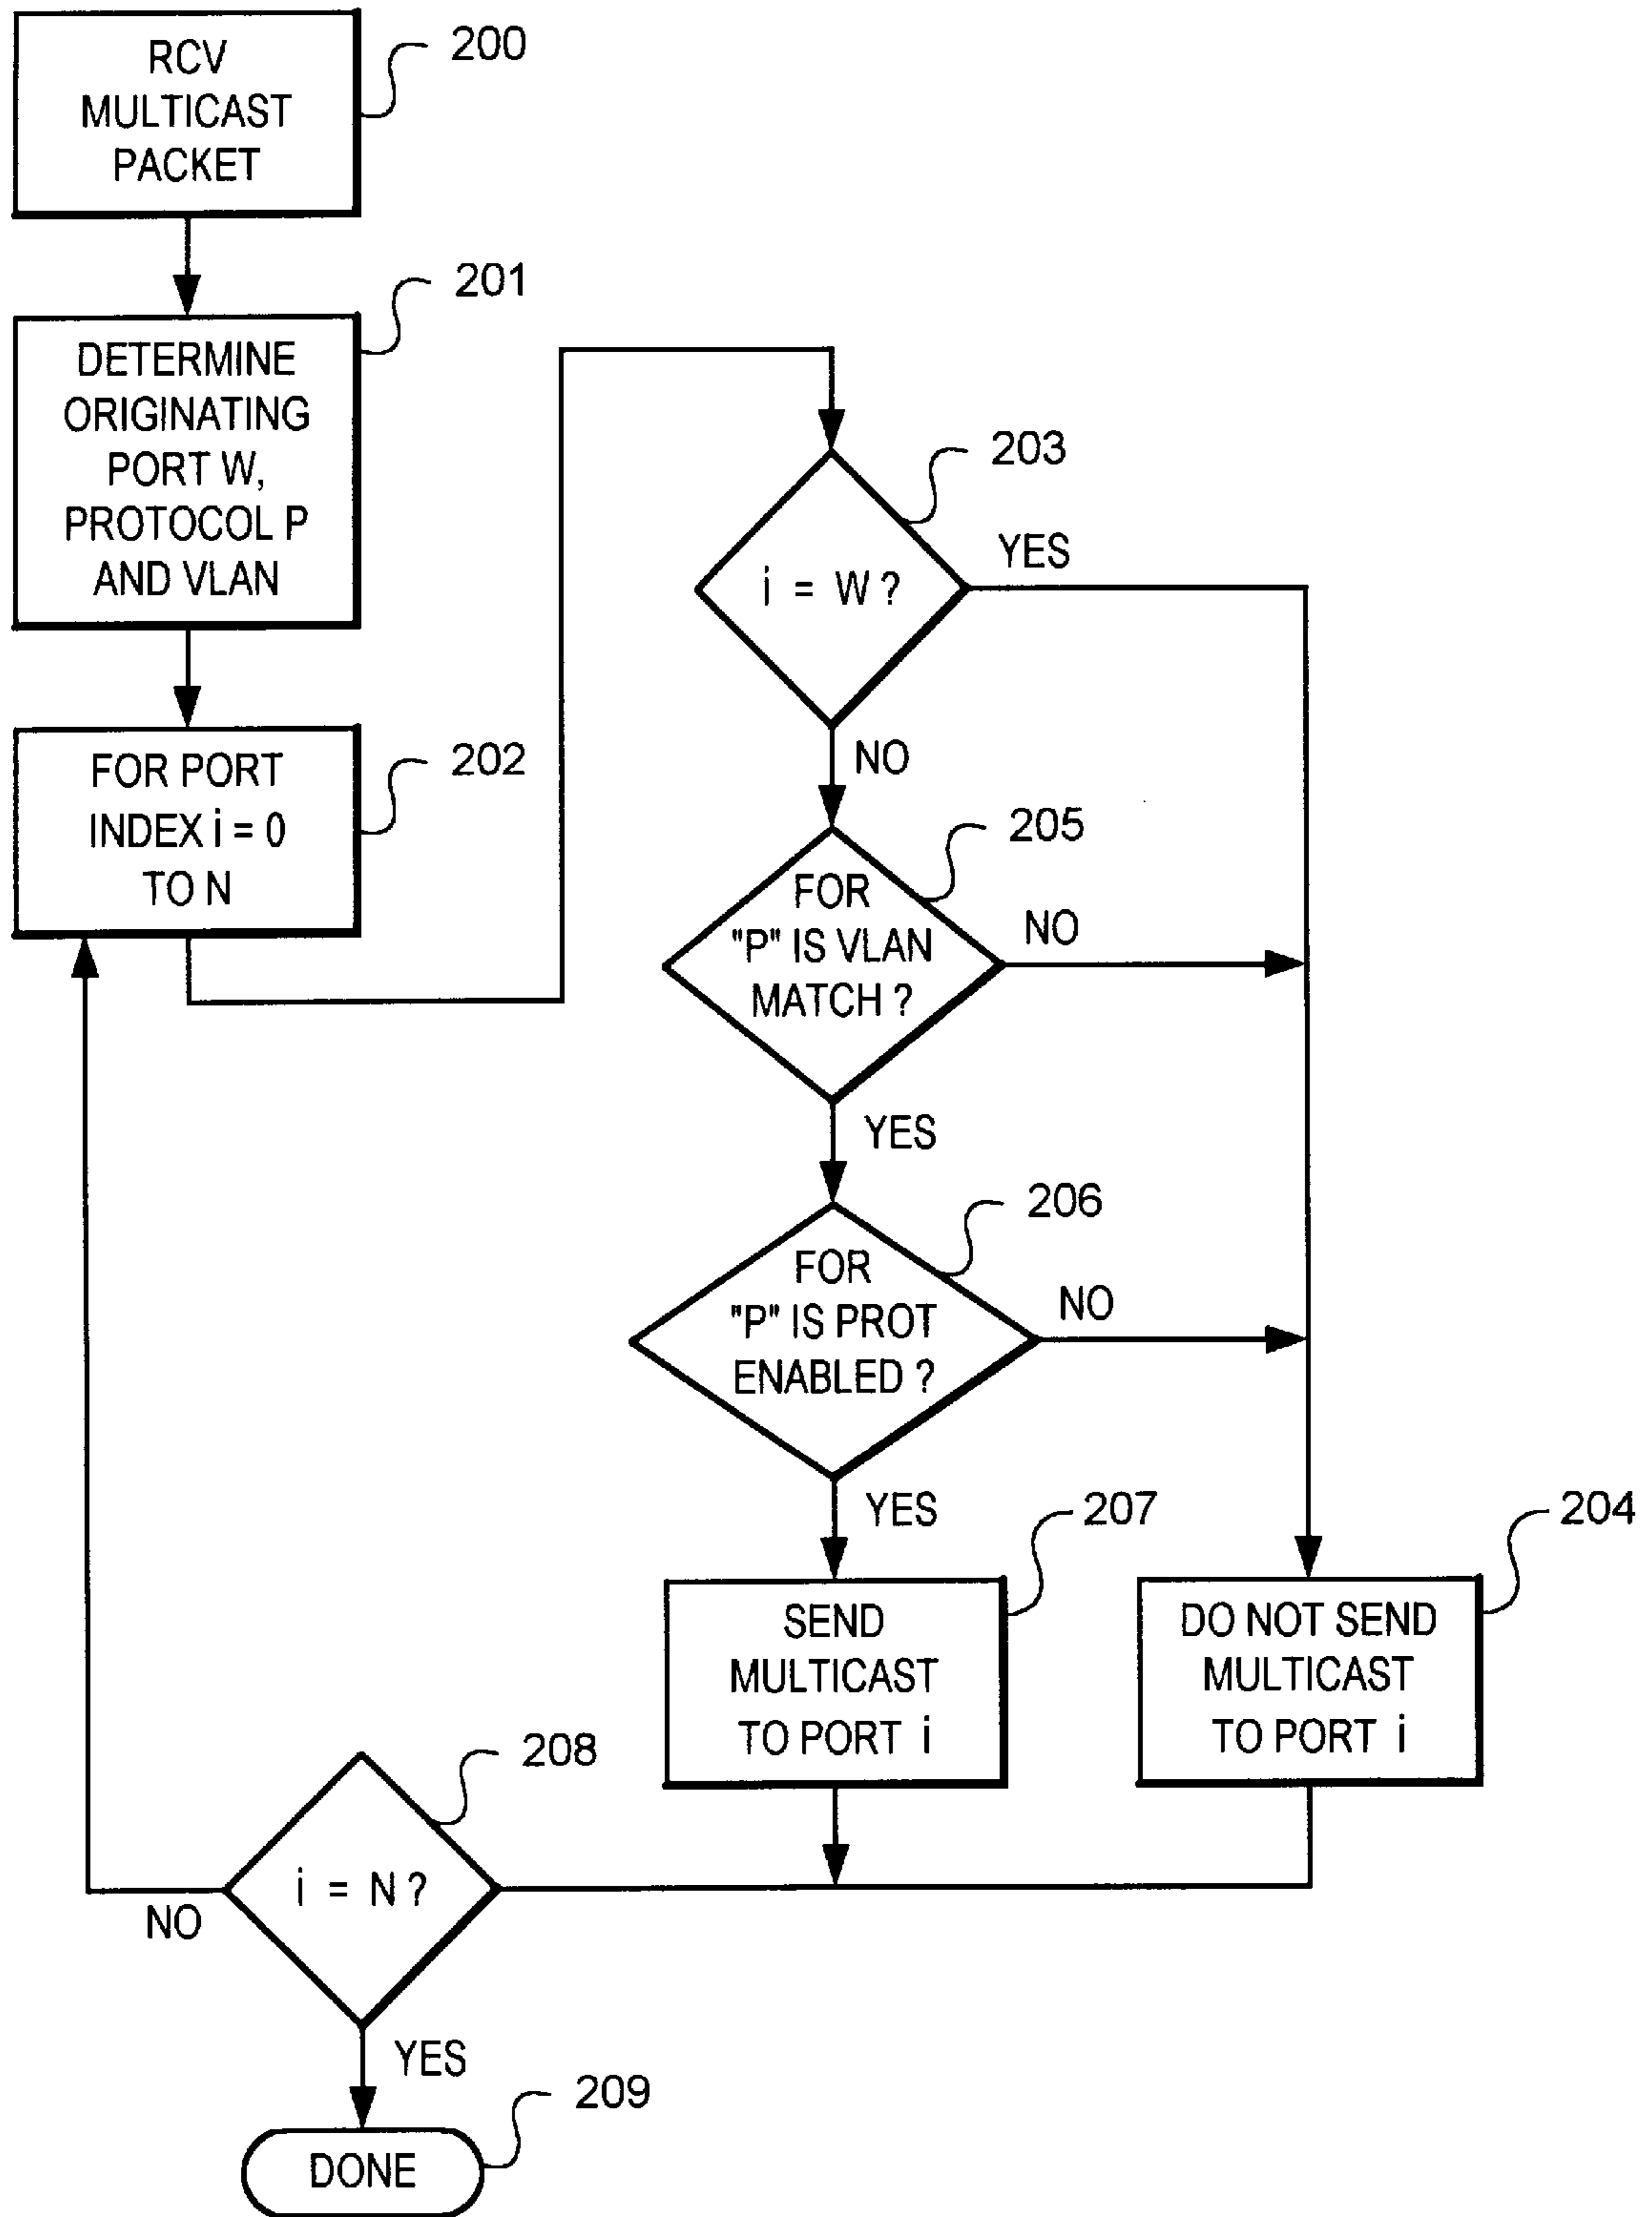 RCV
MULTICAST
PACKET
200
DETERMINE
ORIGINATING
PORT W,
PROTOCOL P
AND VLAN
201
FOR PORT
INDEX i = 0
TO N
202
i = W ?
203
YES
NO
FOR
"P" IS VLAN
MATCH ?
205
NO
YES
FOR
"P" IS PROT
ENABLED ?
206
NO
YES
SEND
MULTICAST
TO PORT i
207
DO NOT SEND
MULTICAST
TO PORT i
204
i = N ?
208
NO
YES
DONE
209